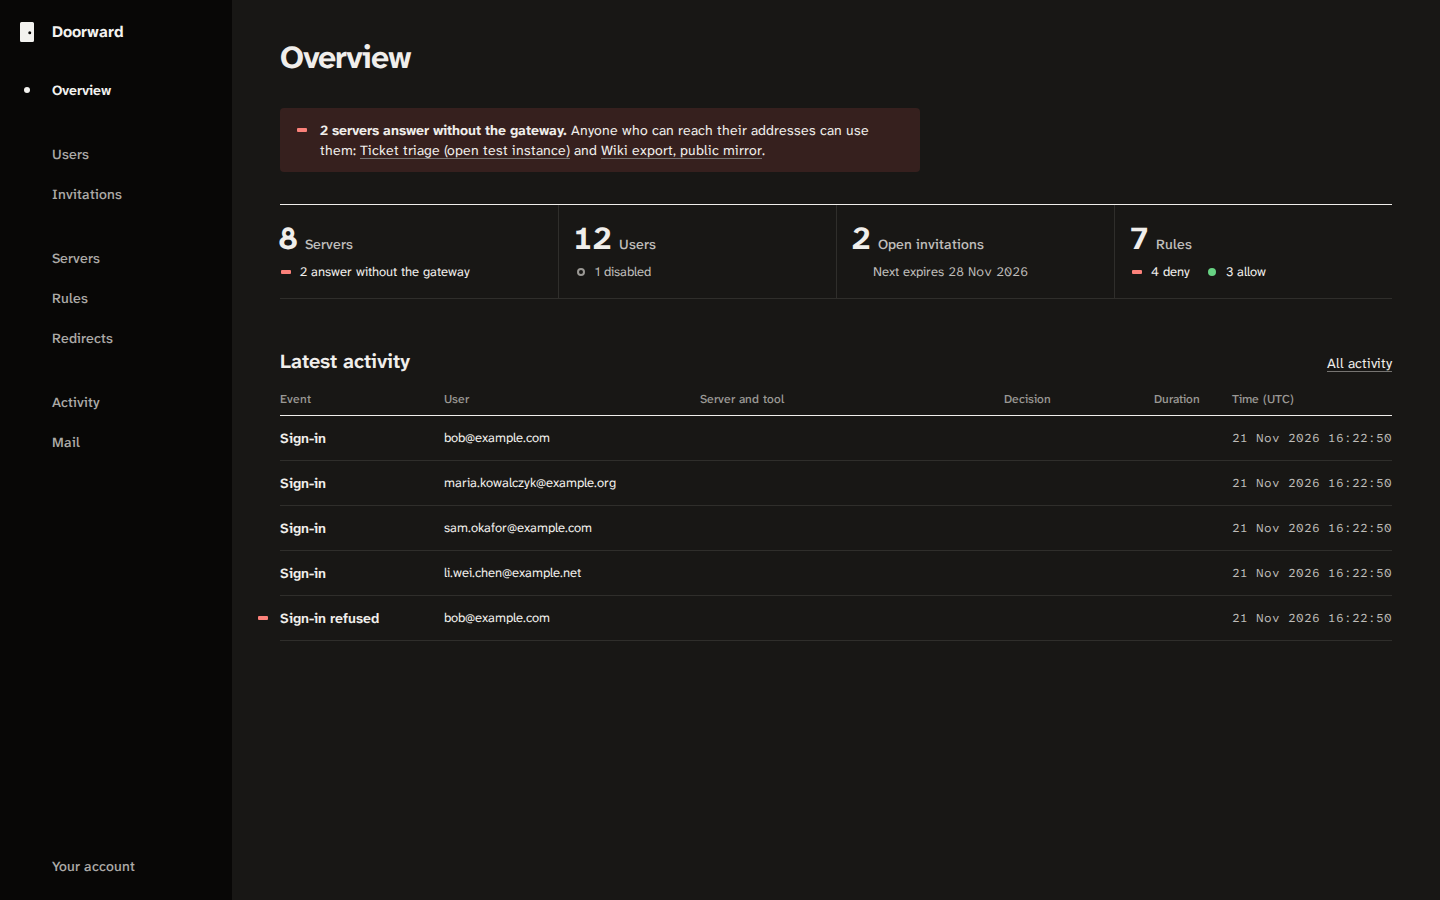 Doorward
Overview
Users
Invitations
Servers
Rules
Redirects
Activity
Mail
Your account
Overview
2 servers answer without the gateway. Anyone who can reach their addresses can use
them: Ticket triage (open test instance) and Wiki export, public mirror.
8 Servers
2 answer without the gateway
12 Users
1 disabled
2 Open invitations
Next expires 28 Nov 2026
7 Rules
4 deny 3 allow
Latest activity
All activity
Event User Server and tool Decision Duration Time (UTC)
Sign-in bob@example.com 21 Nov 2026 16:22:50
Sign-in maria.kowalczyk@example.org 21 Nov 2026 16:22:50
Sign-in sam.okafor@example.com 21 Nov 2026 16:22:50
Sign-in li.wei.chen@example.net 21 Nov 2026 16:22:50
Sign-in refused bob@example.com 21 Nov 2026 16:22:50